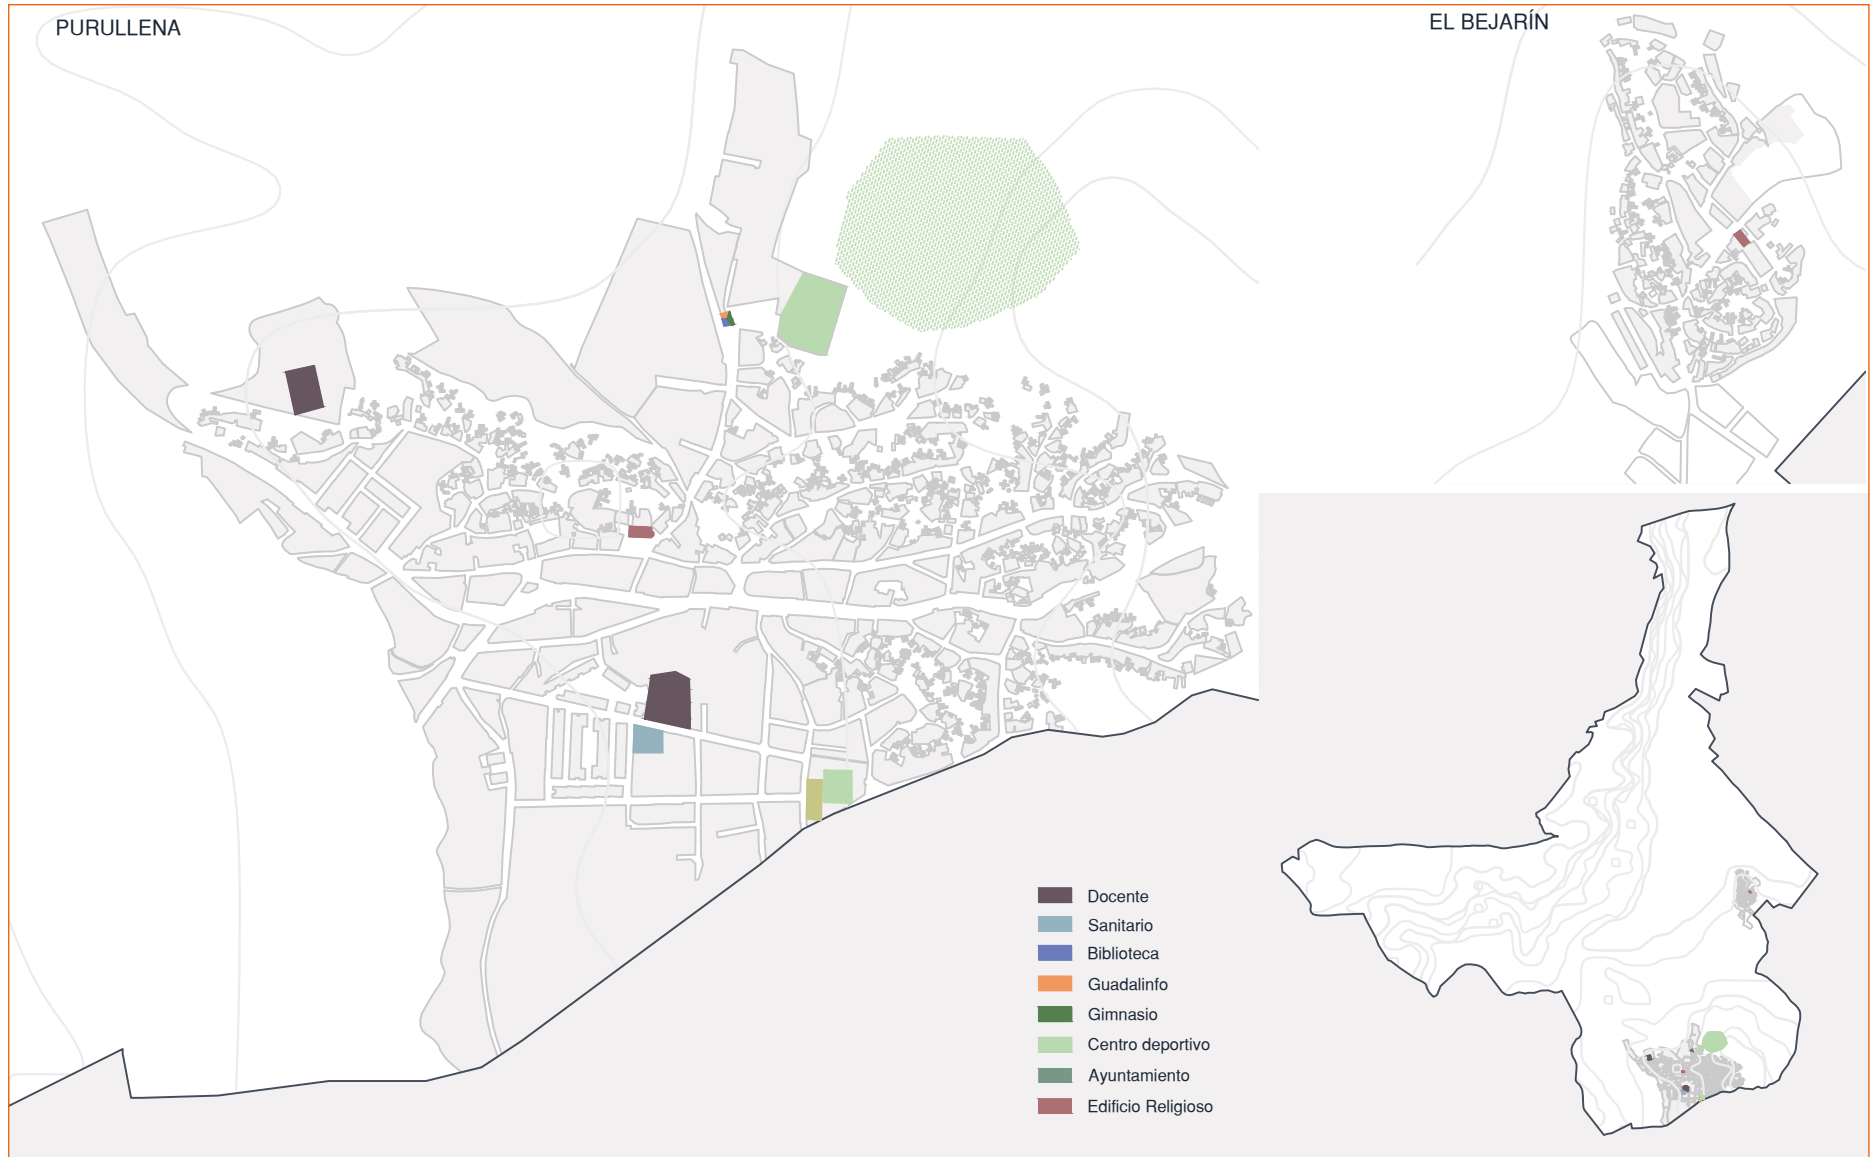 PURULLENA
EL BEJARÍN
Docente
Sanitario
Biblioteca
Guadalinfo
Gimnasio
Centro deportivo
Ayuntamiento
Edificio Religioso